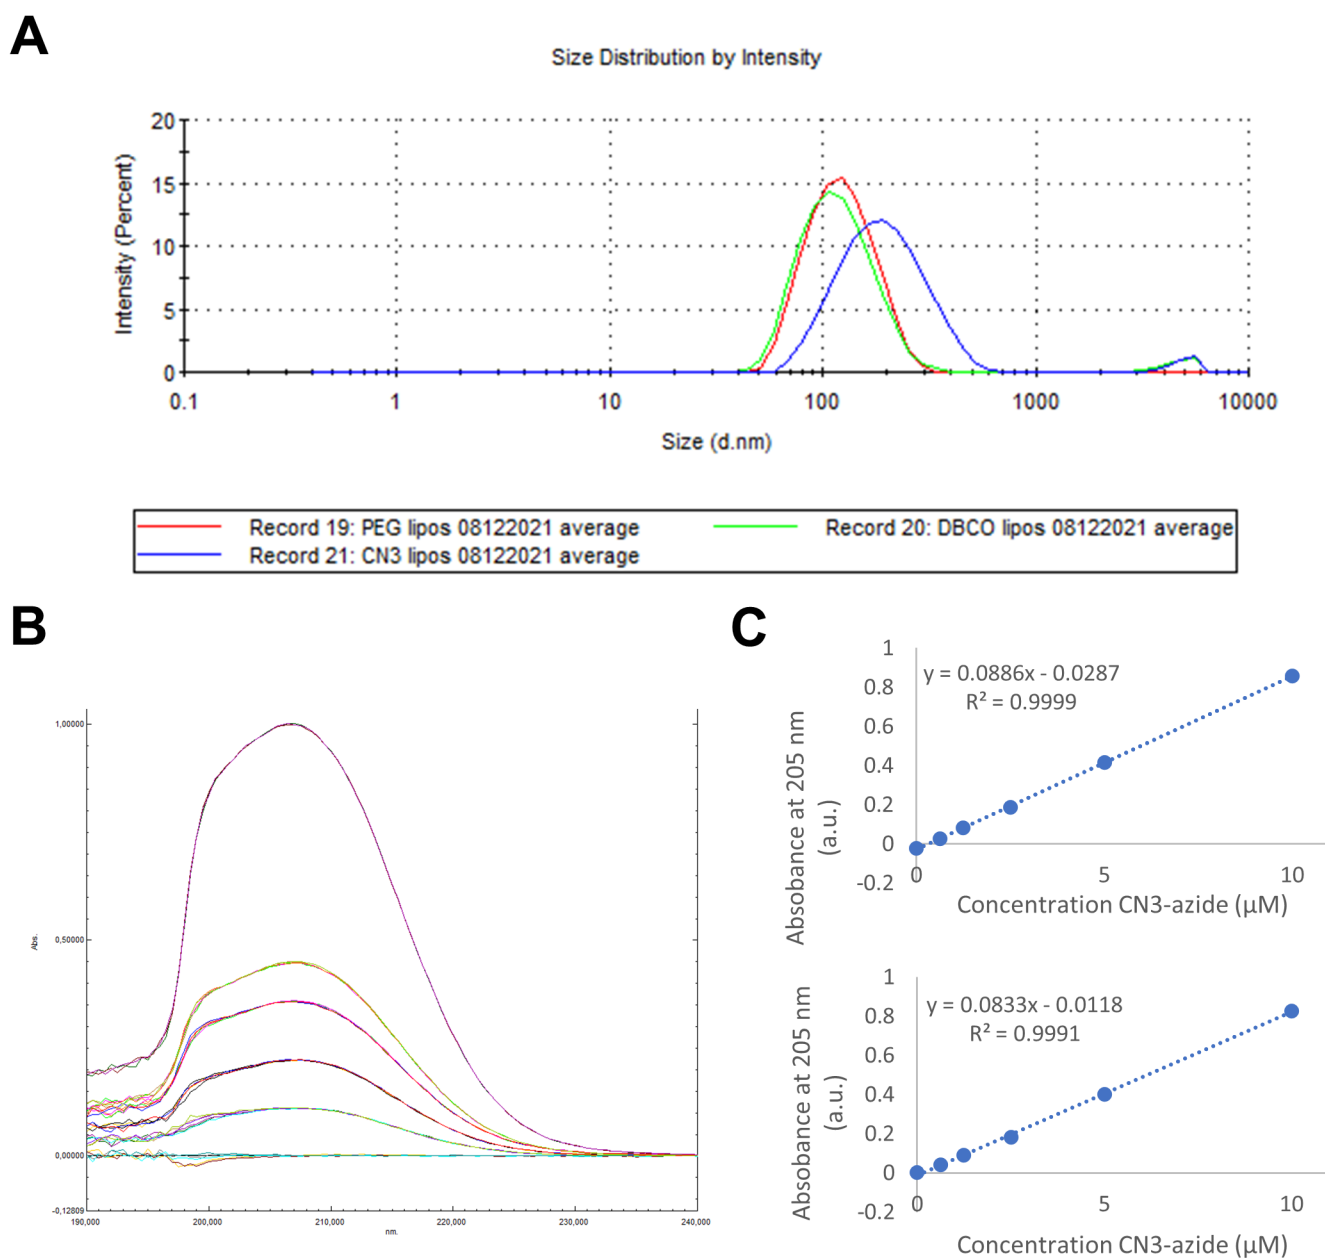 A
Size Distribution by Intensity
20
15
10
5
0
Intensity (Percent)
0.1 1 10 100 1000 10000
Size (d.nm)
Record 19: PEG lipos 08122021 average Record 20: DBCO lipos 08122021 average
Record 21: CN3 lipos 08122021 average
B
1,00000
0,50000
0,00000
-0,12809
Abs.
190,000 200,000 210,000 220,000 230,000 240,000
nm.
C
1
0.8
0.6
0.4
0.2
0
-0.2
y = 0.0886x - 0.0287
R² = 0.9999
Absobance at 205 nm
(a.u.)
0 5 10
Concentration CN3-azide (µM)
1
0.8
0.6
0.4
0.2
0
-0.2
y = 0.0833x - 0.0118
R² = 0.9991
Absobance at 205 nm
(a.u.)
0 5 10
Concentration CN3-azide (µM)